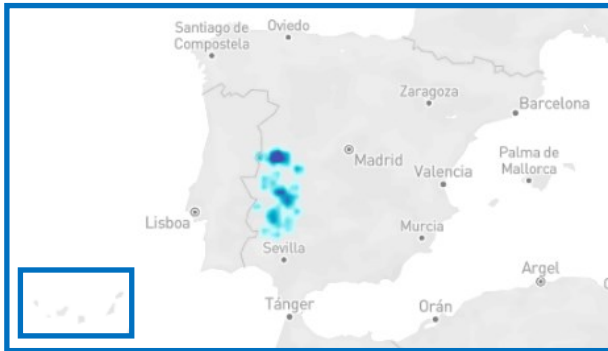 Santiago de
Compostela
Oviedo
Zaragoza
Barcelona
Madrid
Palma de
Mallorca
Valencia
Lisboa
Murcia
Sevilla
Argel
Tánger
Orán